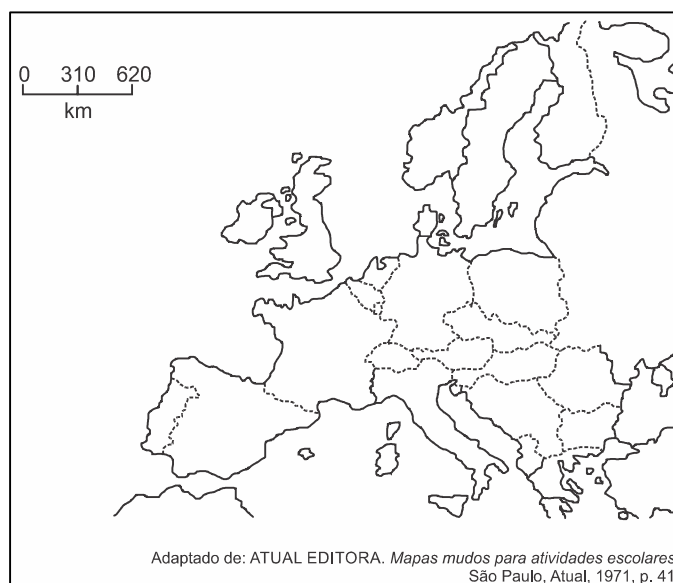 0 310 620
km
Adaptado de: ATUAL EDITORA. Mapas mudos para atividades escolares
São Paulo, Atual, 1971, p. 41